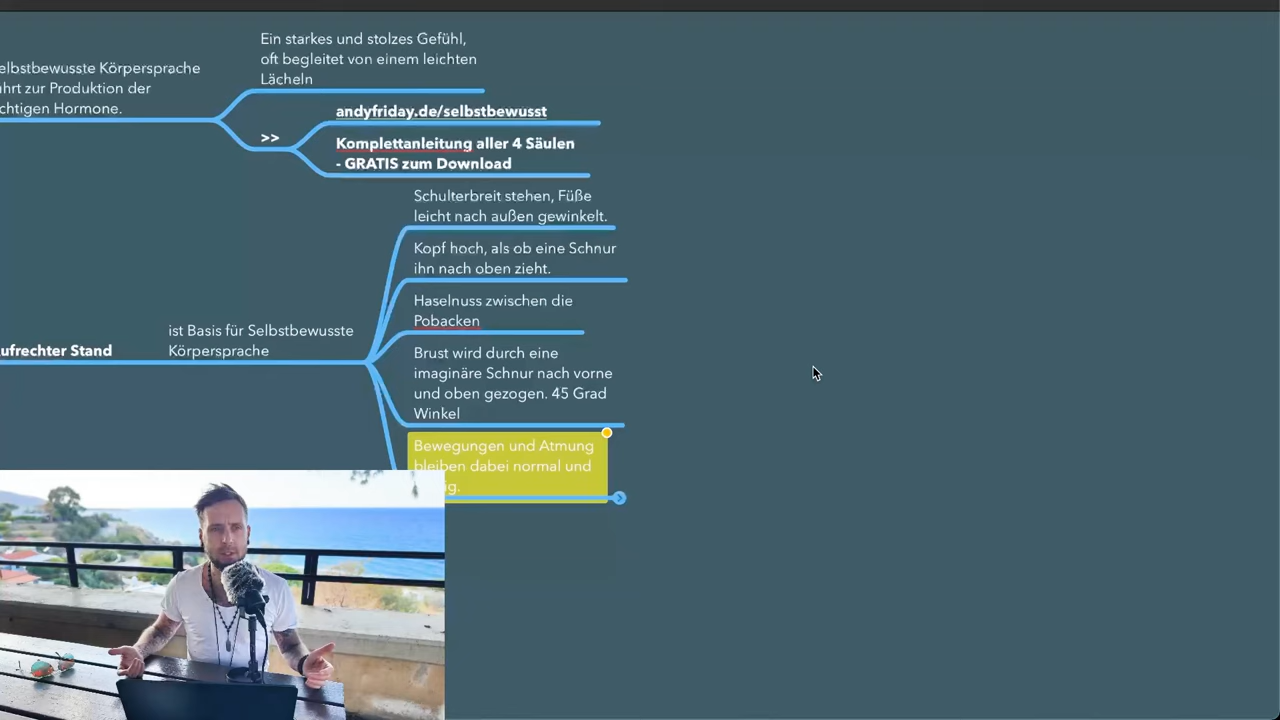 Ein starkes und stolzes Gefühl,
oft begleitet von einem leichten
Lächeln
elbstbewusste Körpersprache
ührt zur Produktion der
chtigen Hormone.
andyfriday.de/selbstbewusst
>>
Komplettanleitung aller 4 Säulen
- GRATIS zum Download
Schulterbreit stehen, Füße
leicht nach außen gewinkelt.
Kopf hoch, als ob eine Schnur
ihn nach oben zieht.
Haselnuss zwischen die
Pobacken
ufrechter Stand
ist Basis für Selbstbewusste
Körpersprache
Brust wird durch eine
imaginäre Schnur nach vorne
und oben gezogen. 45 Grad
Winkel
Bewegungen und Atmung
bleiben dabei normal und
ig.